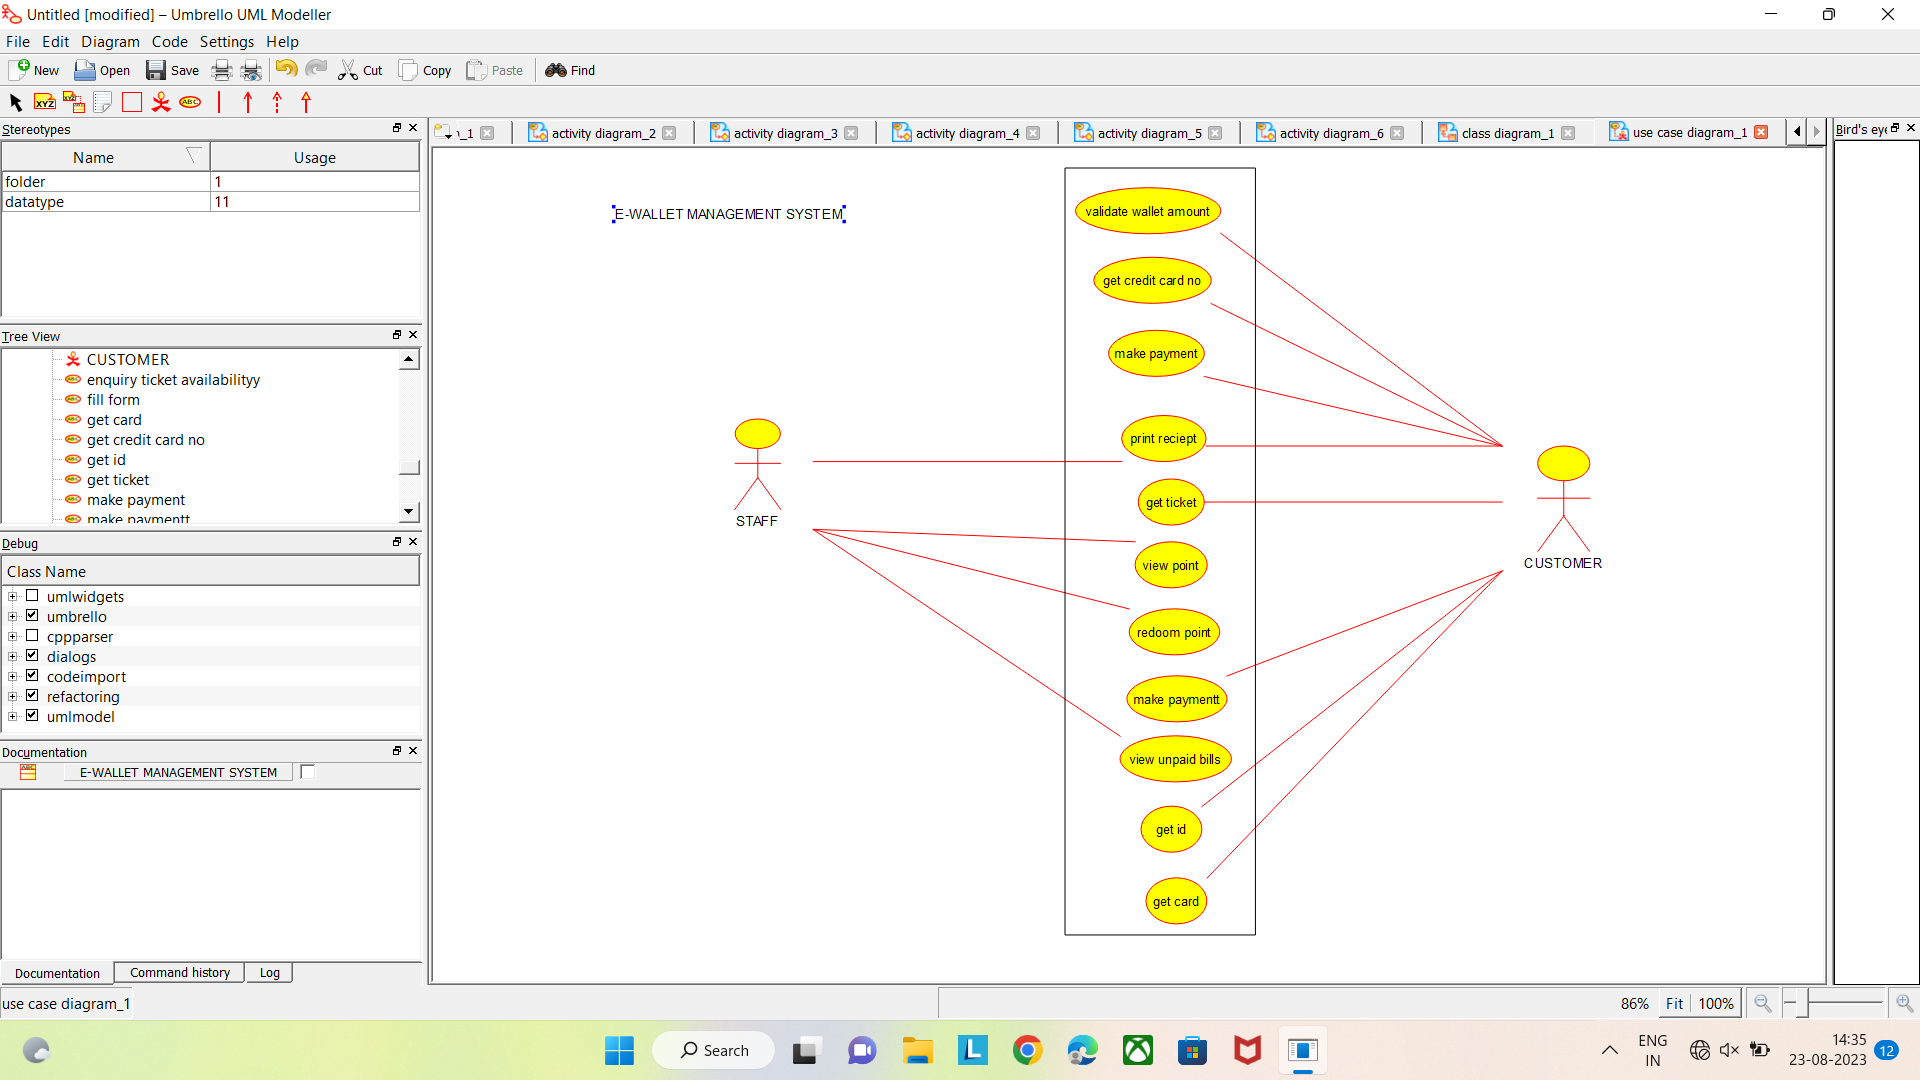 Untitled [modified] – Umbrello UML Modeller
File Edit Diagram Code Settings Help
New Open Save Cut Copy Paste Find
XYZ XYZ ABC
Stereotypes
Name Usage
folder 1
datatype 11
Tree View
CUSTOMER
enquiry ticket availabilityy
fill form
get card
get credit card no
get id
get ticket
make payment
make paymentt
Debug
Class Name
umlwidgets
umbrello
cppparser
dialogs
codeimport
refactoring
umlmodel
Documentation
E-WALLET MANAGEMENT SYSTEM
Documentation Command history Log
use case diagram_1
ı_1 activity diagram_2 activity diagram_3 activity diagram_4 activity diagram_5 activity diagram_6 class diagram_1 use case diagram_1
Bird's eye
E-WALLET MANAGEMENT SYSTEM
validate wallet amount
get credit card no
make payment
print reciept
get ticket
view point
redoom point
make paymentt
view unpaid bills
get id
get card
STAFF
CUSTOMER
86% Fit 100%
Search
ENG
IN
14:35
23-08-2023
12